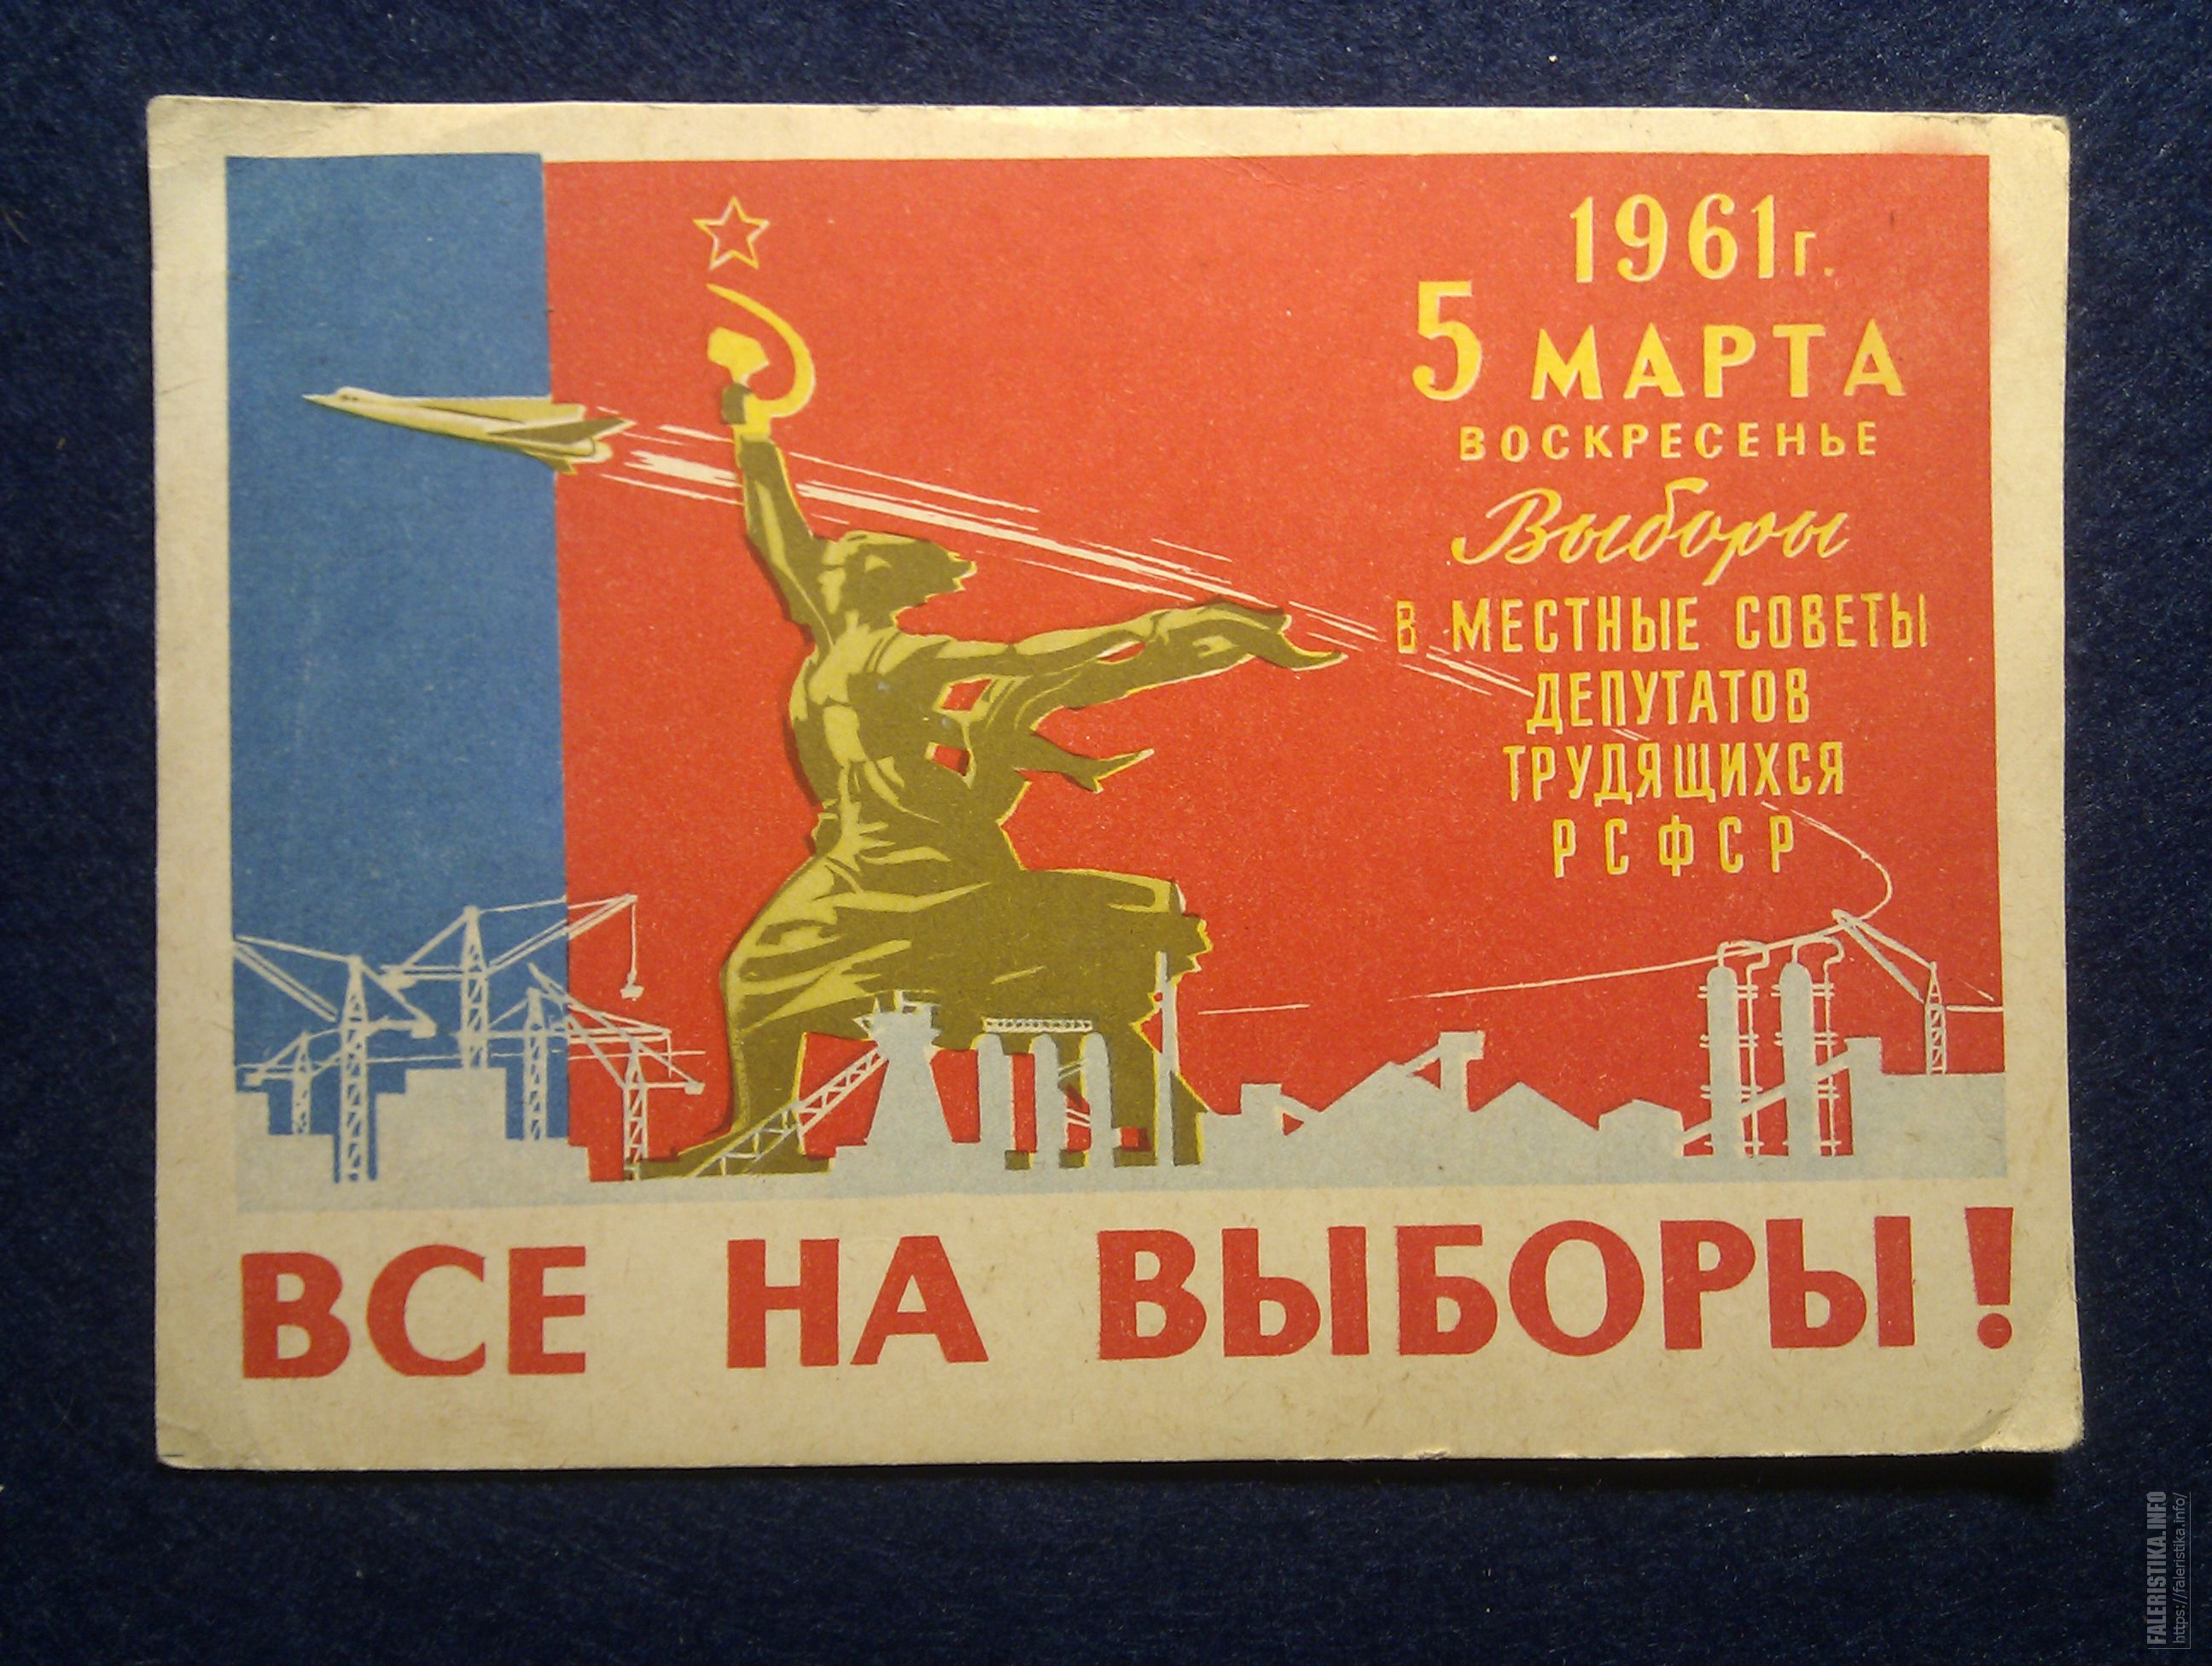 1961г.
5 МАРТА
ВОСКРЕСЕНЬЕ
Выборы
В МЕСТНЫЕ СОВЕТЫ
ДЕПУТАТОВ
ТРУДЯЩИХСЯ
РСФСР
ВСЕ НА ВЫБОРЫ!
FALERISTIKA.INFO
https://faleristika.info/